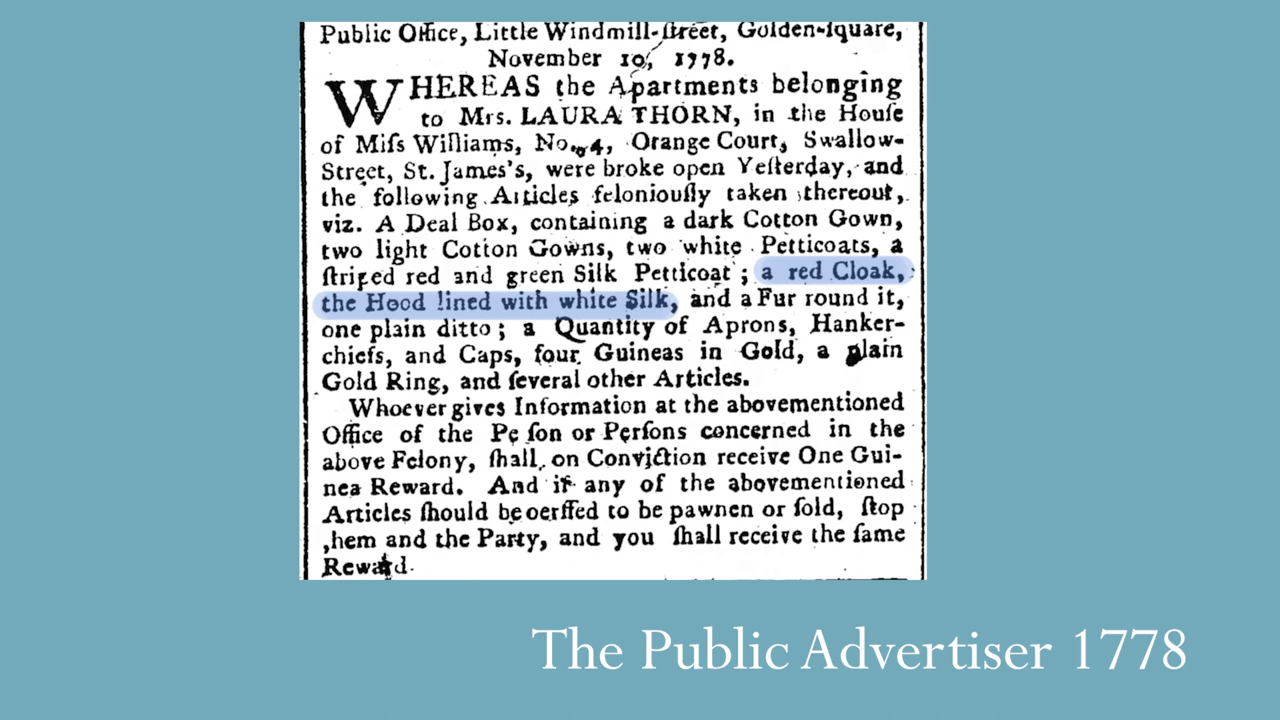 Public Office, Little Windmill-ſtreet, Golden-ſquare,
November 10, 1778.
WHEREAS the Apartments belonging
to Mrs. LAURA THORN, in the Houſe
of Miſs Williams, No. 4, Orange Court, Swallow-
Street, St. James's, were broke open Yeſterday, and
the following Articles feloniouſly taken thereout,
viz. A Deal Box, containing a dark Cotton Gown,
two light Cotton Gowns, two white Petticoats, a
ſtriped red and green Silk Petticoat; a red Cloak,
the Hood lined with white Silk, and a Fur round it,
one plain ditto; a Quantity of Aprons, Hanker-
chiefs, and Caps, four Guineas in Gold, a plain
Gold Ring, and ſeveral other Articles.
Whoever gives Information at the abovementioned
Office of the Pe ſon or Perſons concerned in the
above Felony, ſhall, on Conviction receive One Gui-
nea Reward. And if any of the abovementioned
Articles ſhould be oerffed to be pawnen or ſold, ſtop
,hem and the Party, and you ſhall receive the ſame
Reward.
The Public Advertiser 1778